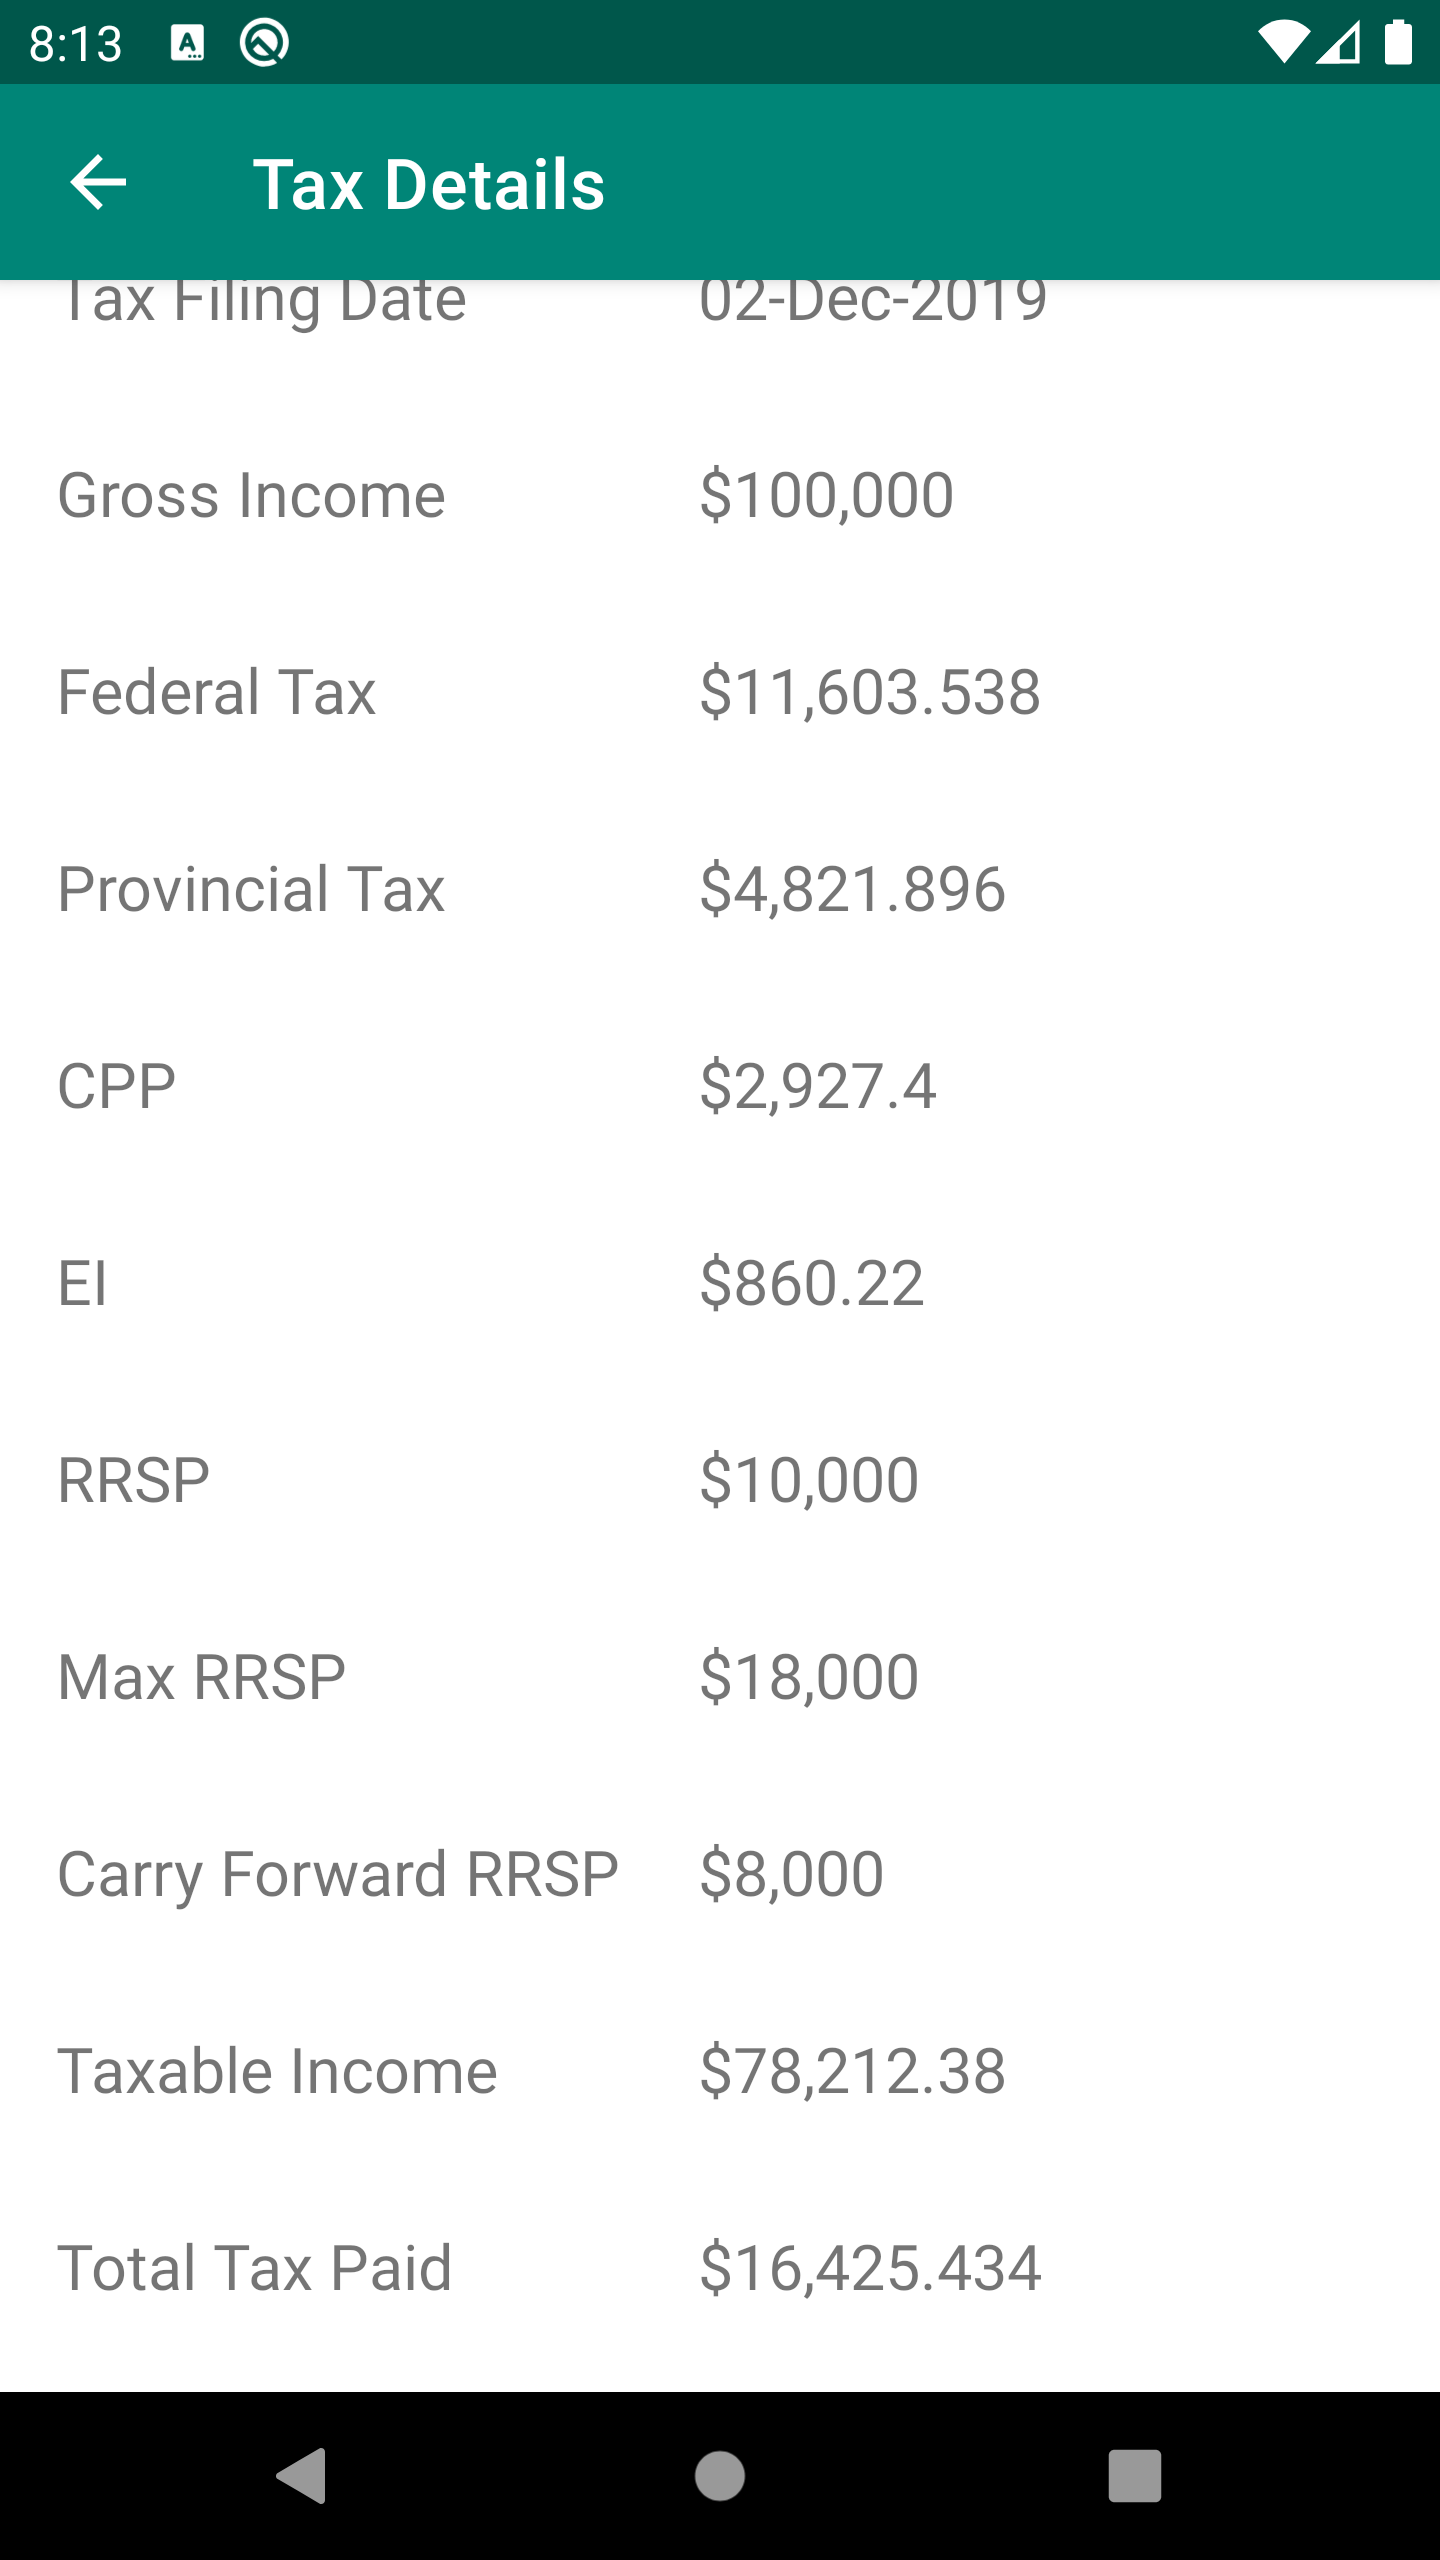 8:13
Tax Details
Tax Filing Date 02-Dec-2019
Gross Income $100,000
Federal Tax $11,603.538
Provincial Tax $4,821.896
CPP $2,927.4
EI $860.22
RRSP $10,000
Max RRSP $18,000
Carry Forward RRSP $8,000
Taxable Income $78,212.38
Total Tax Paid $16,425.434